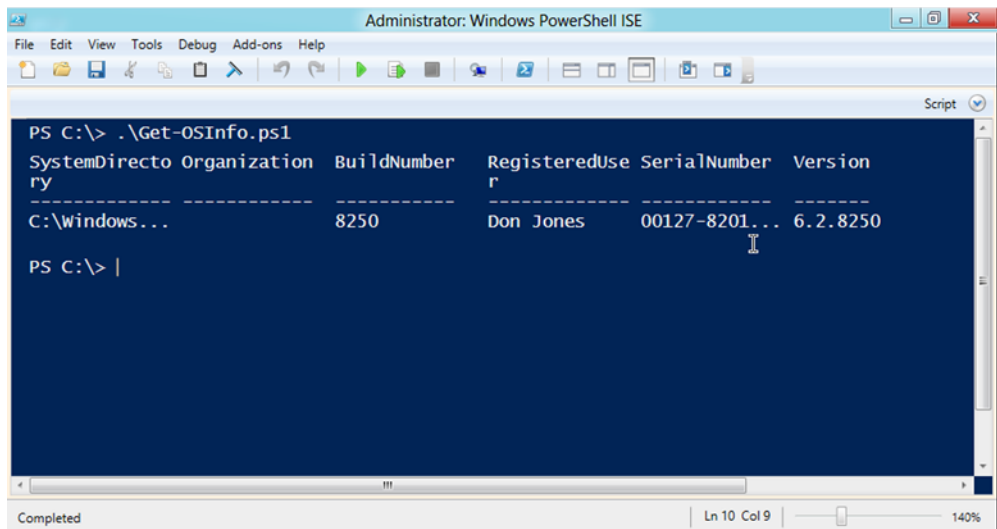 Administrator: Windows PowerShell ISE
File Edit View Tools Debug Add-ons Help
Script
PS C:\> .\Get-OSInfo.ps1
SystemDirecto Organization BuildNumber RegisteredUse SerialNumber Version
ry r
------------- ------------ ----------- ------------- ------------ -------
C:\Windows... 8250 Don Jones 00127-8201... 6.2.8250
PS C:\>
Completed Ln 10 Col 9 140%